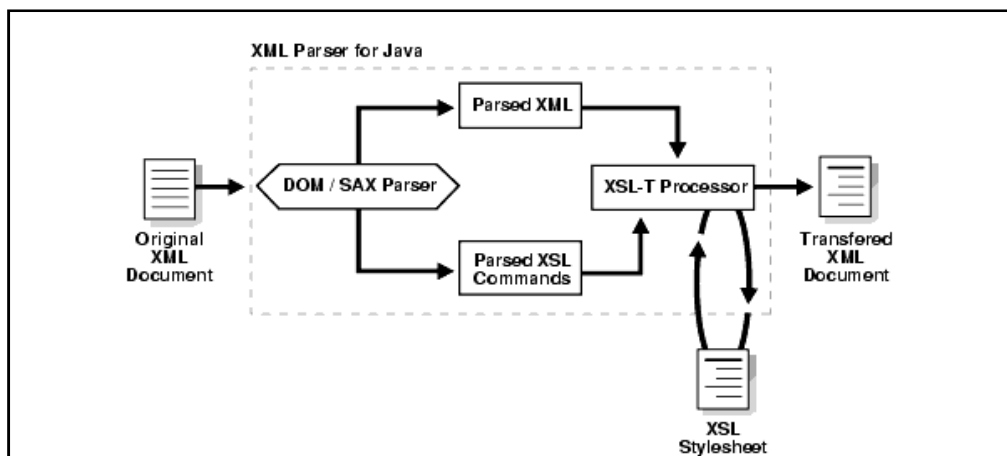 XML Parser for Java
Parsed XML
DOM / SAX Parser
XSL-T Processor
Original
XML
Document
Parsed XSL
Commands
Transfered
XML
Document
XSL
Stylesheet